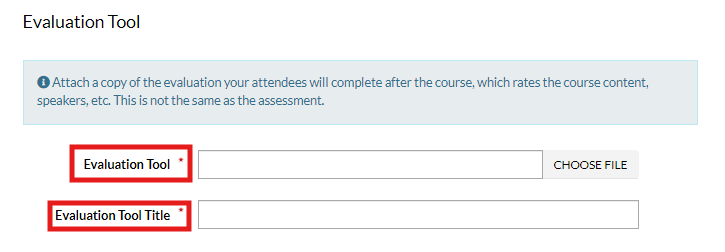 Evaluation Tool
Attach a copy of the evaluation your attendees will complete after the course, which rates the course content,
speakers, etc. This is not the same as the assessment.
Evaluation Tool * CHOOSE FILE
Evaluation Tool Title *